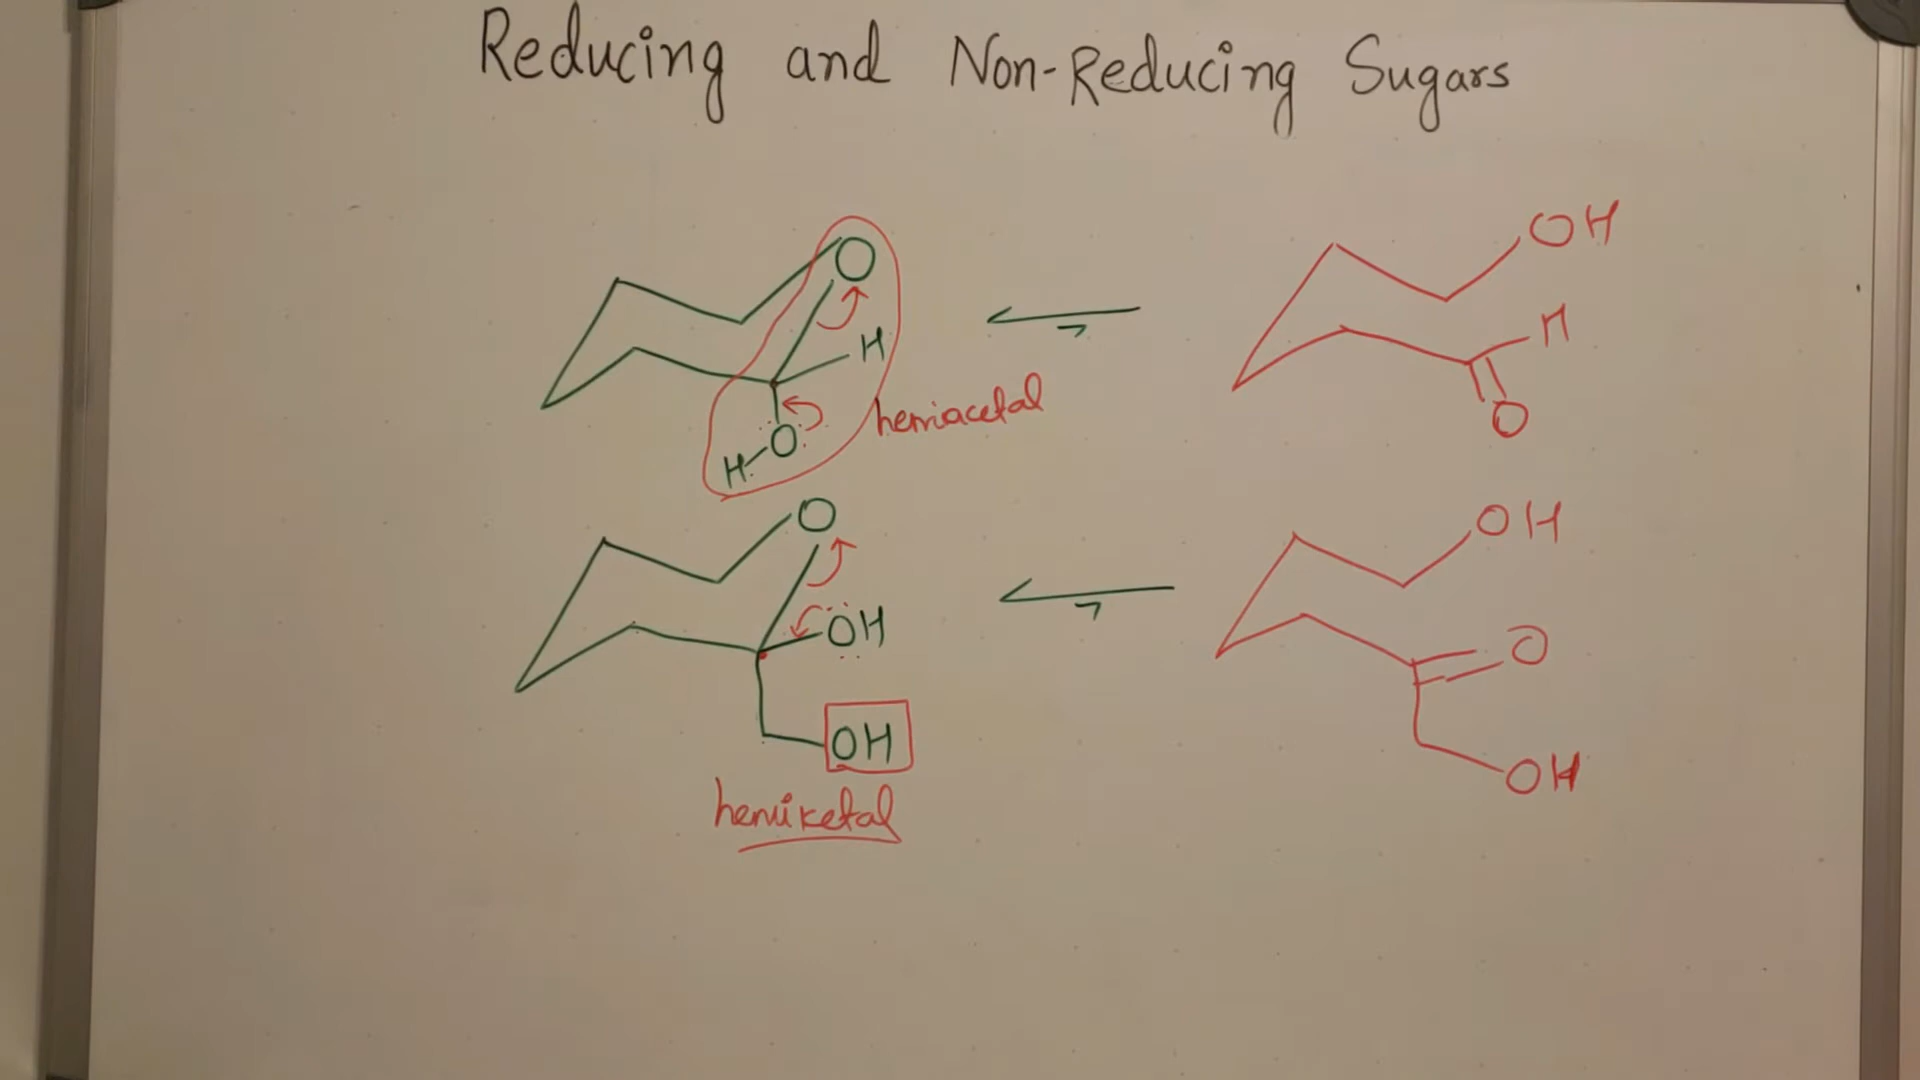 Reducing and Non-Reducing Sugars
O
OH
H
H
hemiacetal
O
H-O
O
OH
OH
O
OH
OH
hemiketal